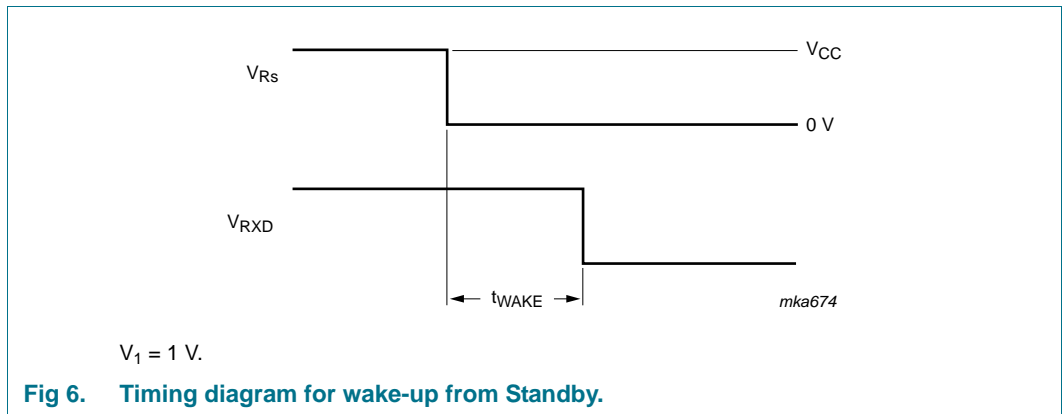 V_CC
V_Rs
0 V
V_RXD
t_WAKE
mka674
V_1 = 1 V.
Fig 6. Timing diagram for wake-up from Standby.